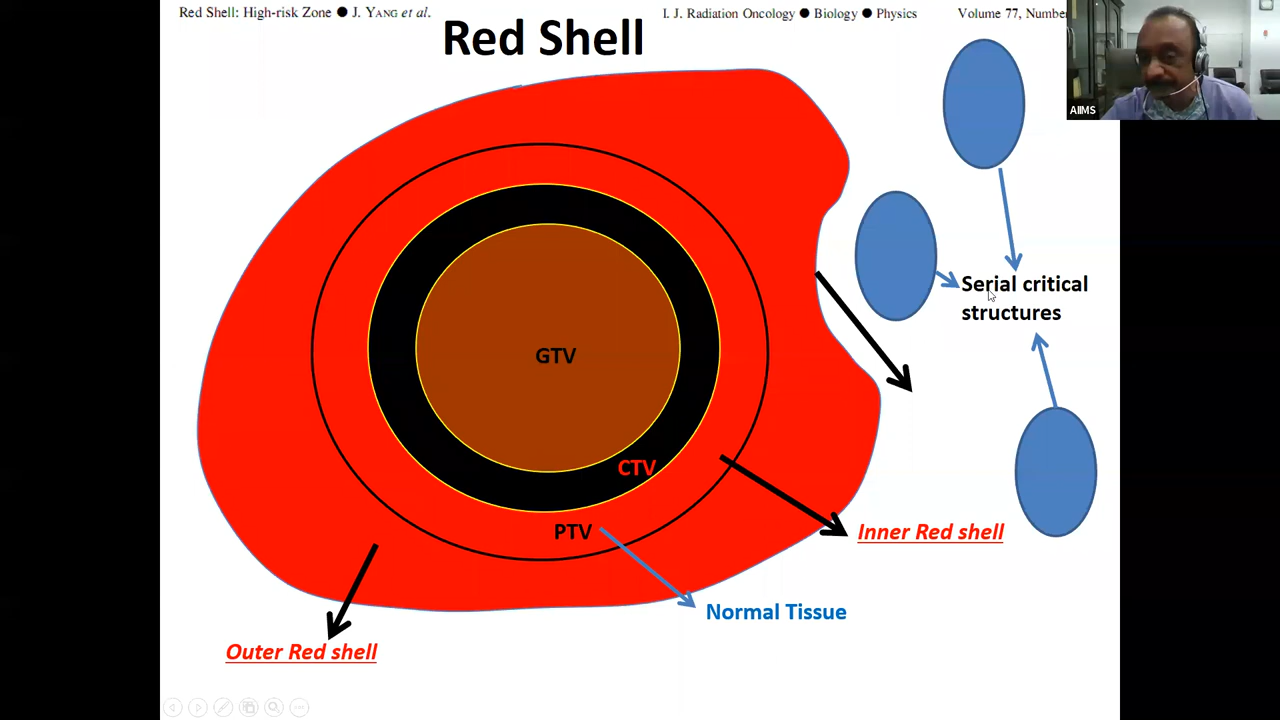 Red Shell: High-risk Zone ● J. YANG et al.
I. J. Radiation Oncology ● Biology ● Physics
Volume 77, Number
Red Shell
AIIMS
Serial critical
structures
GTV
CTV
PTV
Inner Red shell
Normal Tissue
Outer Red shell